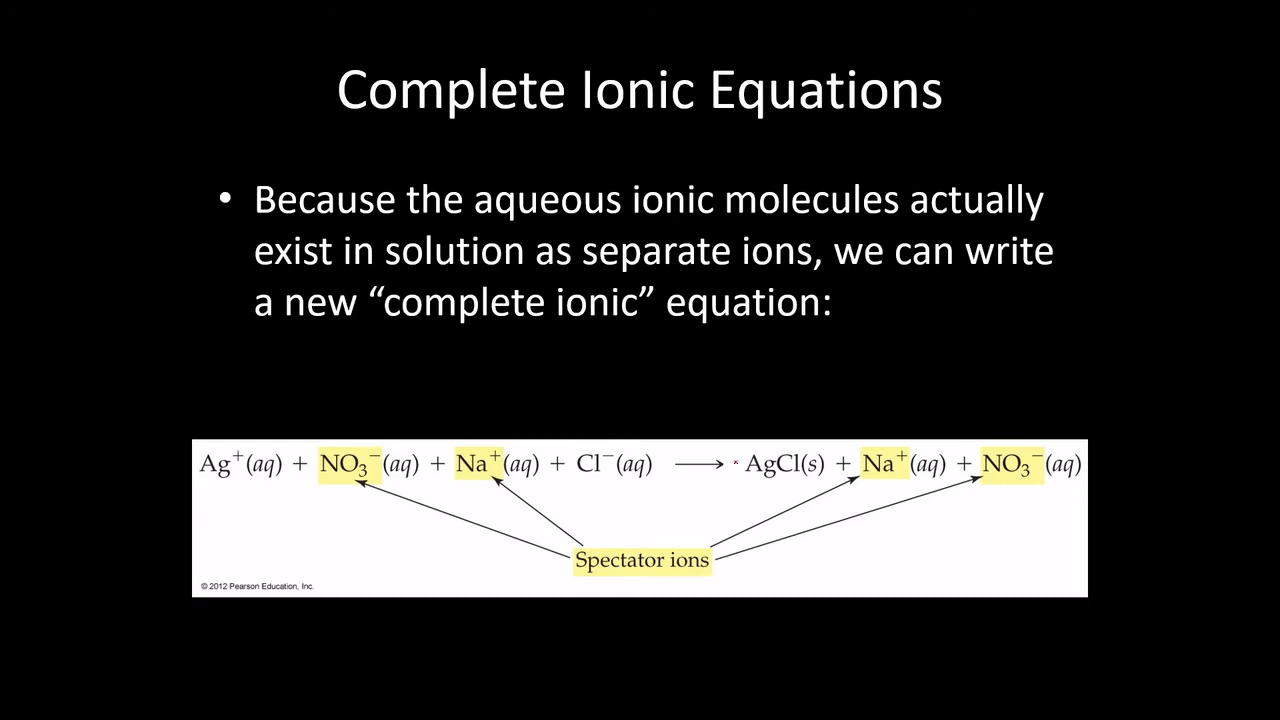 Complete Ionic Equations
• Because the aqueous ionic molecules actually
exist in solution as separate ions, we can write
a new “complete ionic” equation:
Ag⁺(aq) + NO₃⁻(aq) + Na⁺(aq) + Cl⁻(aq) ⟶ AgCl(s) + Na⁺(aq) + NO₃⁻(aq)
Spectator ions
© 2012 Pearson Education, Inc.